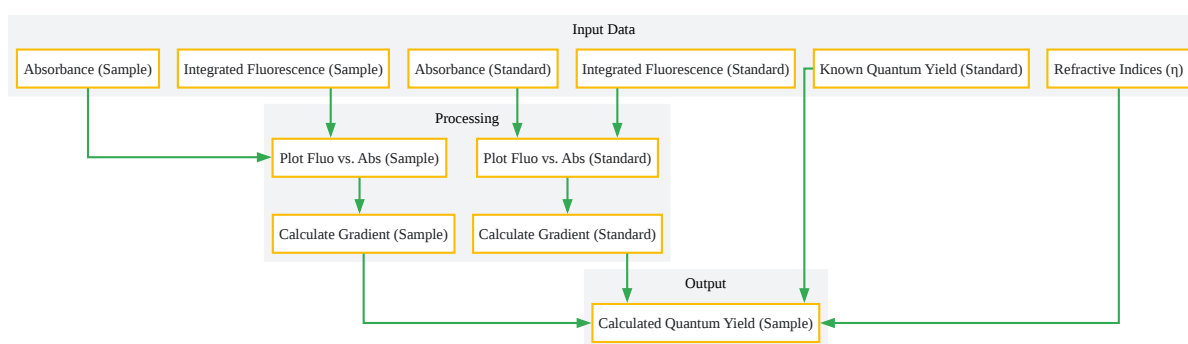 Input Data
Absorbance (Sample)
Integrated Fluorescence (Sample)
Absorbance (Standard)
Integrated Fluorescence (Standard)
Known Quantum Yield (Standard)
Refractive Indices (η)
Processing
Plot Fluo vs. Abs (Sample)
Plot Fluo vs. Abs (Standard)
Calculate Gradient (Sample)
Calculate Gradient (Standard)
Output
Calculated Quantum Yield (Sample)